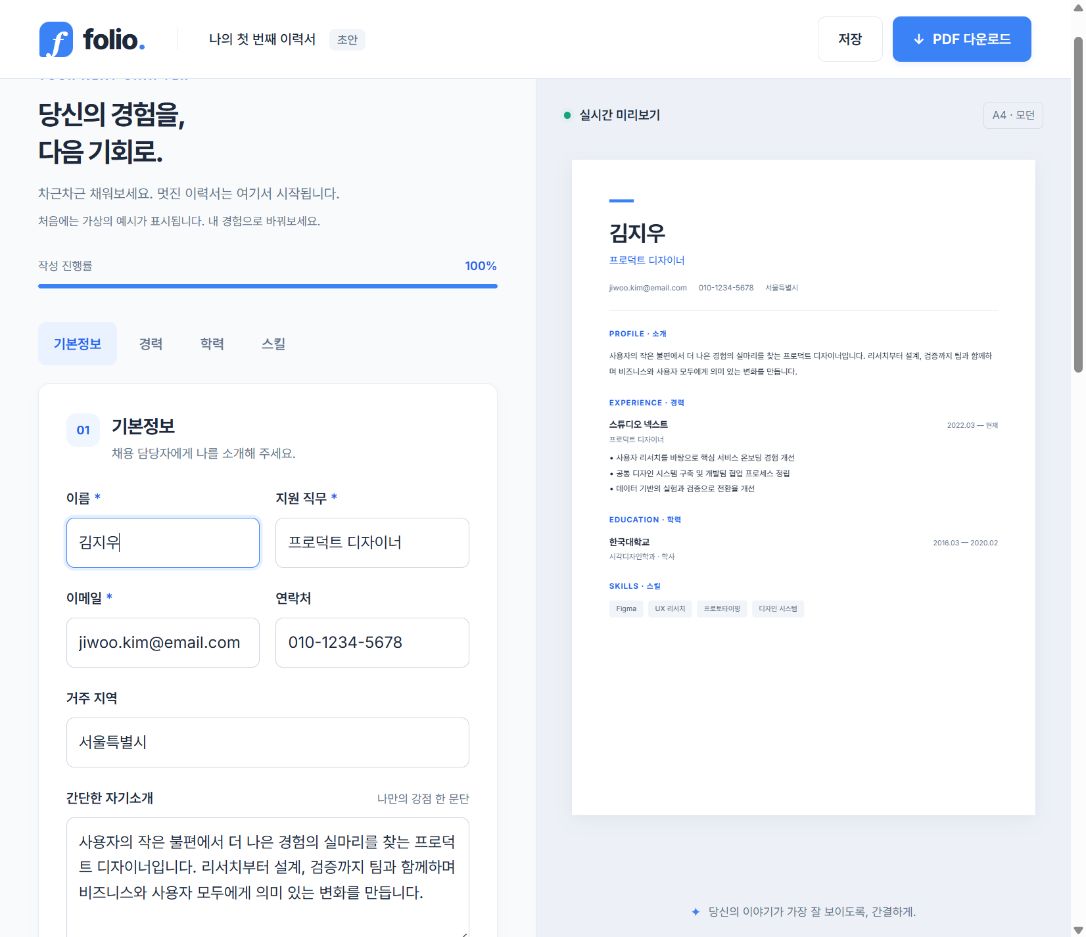 f folio.
나의 첫 번째 이력서
초안
저장
↓ PDF 다운로드
당신의 경험을,
다음 기회로.
차근차근 채워보세요. 멋진 이력서는 여기서 시작됩니다.
처음에는 가상의 예시가 표시됩니다. 내 경험으로 바꿔보세요.
작성 진행률
100%
기본정보
경력
학력
스킬
01
기본정보
채용 담당자에게 나를 소개해 주세요.
이름 *
지원 직무 *
김지우
프로덕트 디자이너
이메일 *
연락처
jiwoo.kim@email.com
010-1234-5678
거주 지역
서울특별시
간단한 자기소개
나만의 강점 한 문단
사용자의 작은 불편에서 더 나은 경험의 실마리를 찾는 프로덕
트 디자이너입니다. 리서치부터 설계, 검증까지 팀과 함께하며
비즈니스와 사용자 모두에게 의미 있는 변화를 만듭니다.
실시간 미리보기
A4 · 모던
김지우
프로덕트 디자이너
jiwoo.kim@email.com 010-1234-5678 서울특별시
PROFILE · 소개
사용자의 작은 불편에서 더 나은 경험의 실마리를 찾는 프로덕트 디자이너입니다. 리서치부터 설계, 검증까지 팀과 함께하
며 비즈니스와 사용자 모두에게 의미 있는 변화를 만듭니다.
EXPERIENCE · 경력
스튜디오 넥스트
2022.03 — 현재
프로덕트 디자이너
• 사용자 리서치를 바탕으로 핵심 서비스 온보딩 경험 개선
• 공통 디자인 시스템 구축 및 개발팀 협업 프로세스 정립
• 데이터 기반의 실험과 검증으로 전환율 개선
EDUCATION · 학력
한국대학교
2016.03 — 2020.02
시각디자인학과 · 학사
SKILLS · 스킬
Figma
UX 리서치
프로토타이핑
디자인 시스템
✦ 당신의 이야기가 가장 잘 보이도록, 간결하게.